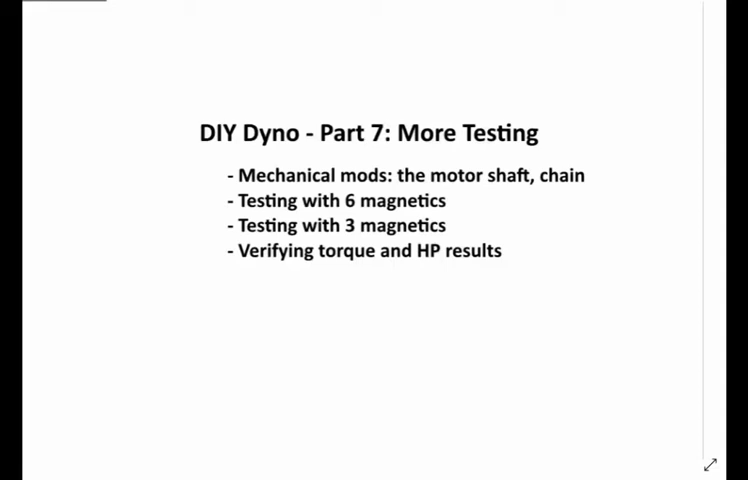 DIY Dyno - Part 7: More Testing
- Mechanical mods: the motor shaft, chain
- Testing with 6 magnetics
- Testing with 3 magnetics
- Verifying torque and HP results